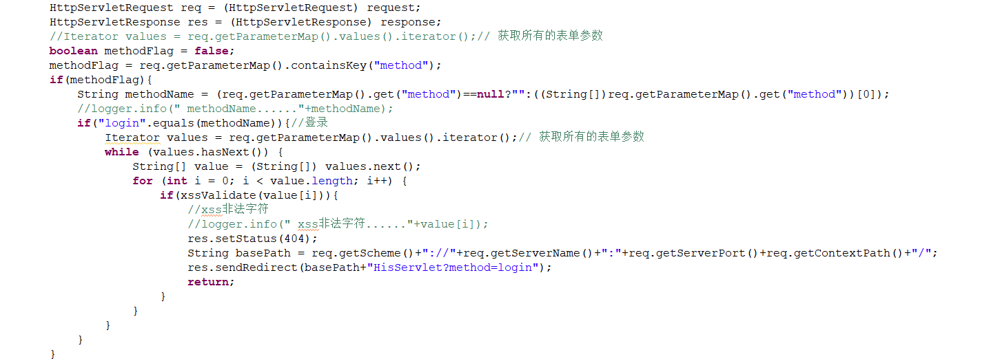 HttpServletRequest req = (HttpServletRequest) request;
HttpServletResponse res = (HttpServletResponse) response;
//Iterator values = req.getParameterMap().values().iterator();// 获取所有的表单参数
boolean methodFlag = false;
methodFlag = req.getParameterMap().containsKey("method");
if(methodFlag){
String methodName = (req.getParameterMap().get("method")==null?"":((String[])req.getParameterMap().get("method"))[0]);
//logger.info(" methodName......"+methodName);
if("login".equals(methodName)){//登录
Iterator values = req.getParameterMap().values().iterator();// 获取所有的表单参数
while (values.hasNext()) {
String[] value = (String[]) values.next();
for (int i = 0; i < value.length; i++) {
if(xssValidate(value[i])){
//xss非法字符
//logger.info(" xss非法字符......"+value[i]);
res.setStatus(404);
String basePath = req.getScheme()+"://"+req.getServerName()+":"+req.getServerPort()+req.getContextPath()+"/";
res.sendRedirect(basePath+"HisServlet?method=login");
return;
}
}
}
}
}